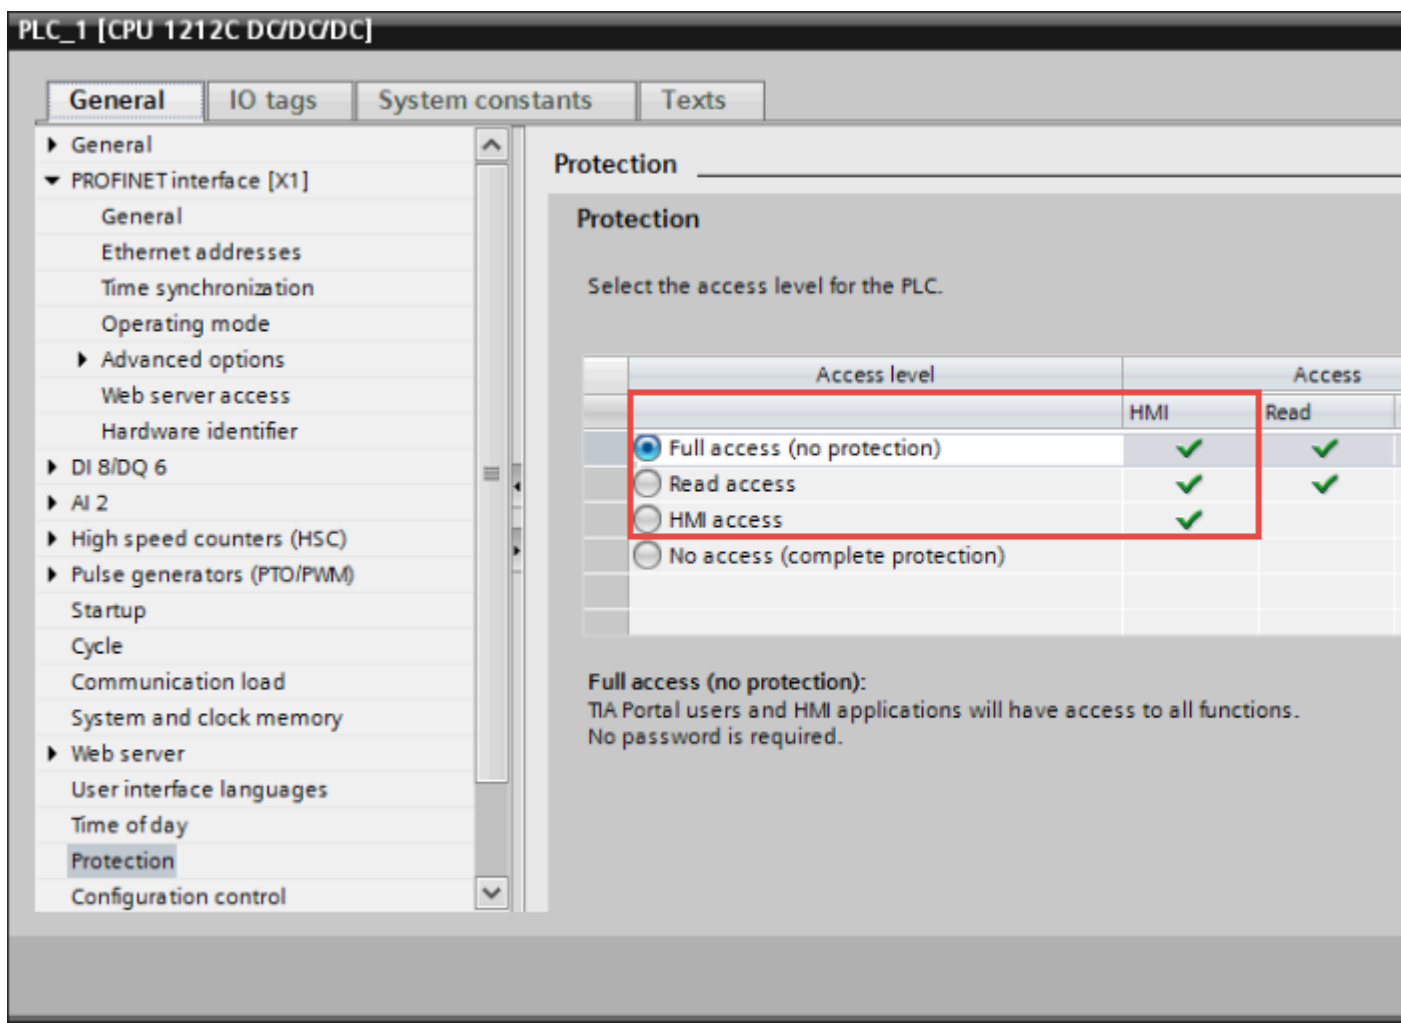 PLC_1 [CPU 1212C DC/DC/DC]
General IO tags System constants Texts
General
PROFINET interface [X1]
General
Ethernet addresses
Time synchronization
Operating mode
Advanced options
Web server access
Hardware identifier
DI 8/DQ 6
AI 2
High speed counters (HSC)
Pulse generators (PTO/PWM)
Startup
Cycle
Communication load
System and clock memory
Web server
User interface languages
Time of day
Protection
Configuration control
Protection
Protection
Select the access level for the PLC.
Access level Access
HMI Read
Full access (no protection)
Read access
HMI access
No access (complete protection)
Full access (no protection):
TIA Portal users and HMI applications will have access to all functions.
No password is required.